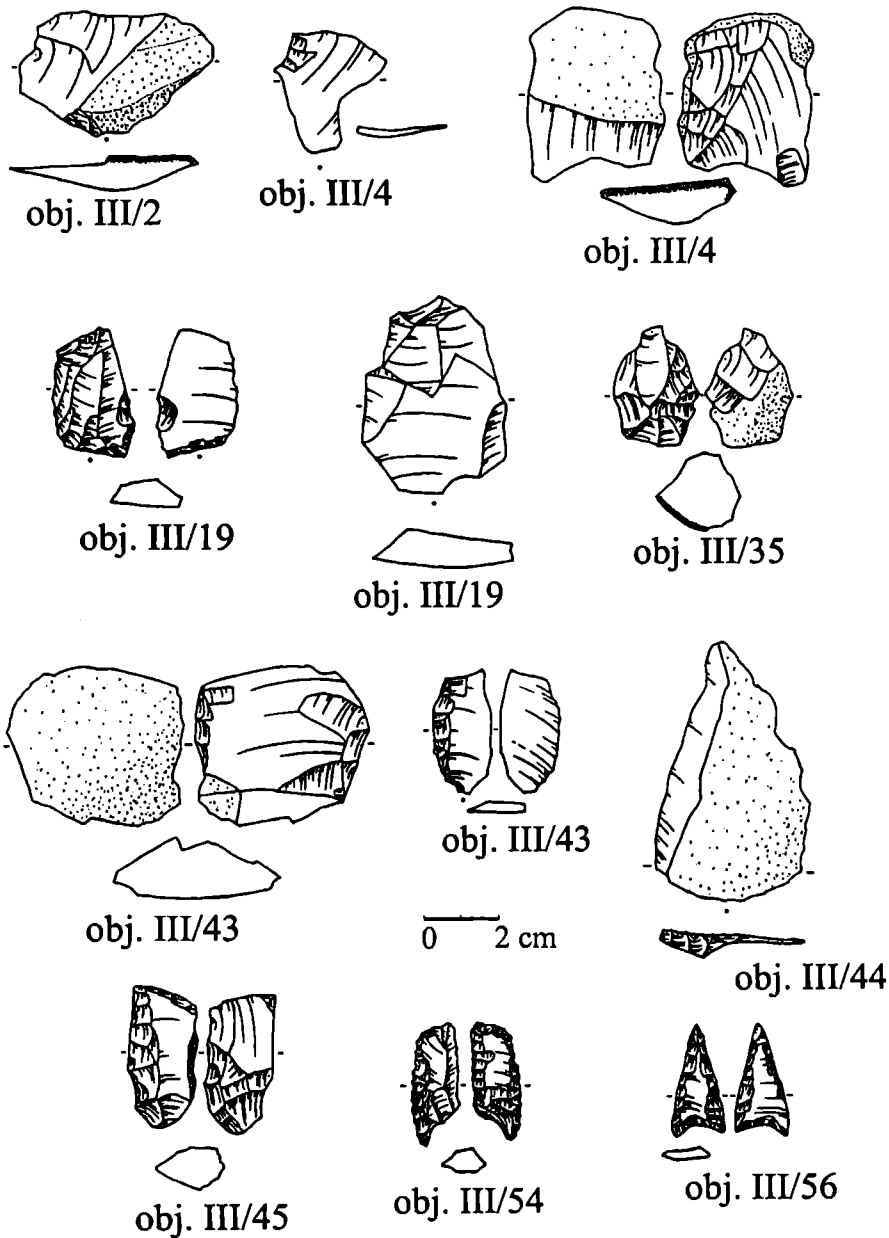 obj. III/2
obj. III/4
obj. III/4
obj. III/19
obj. III/19
obj. III/35
obj. III/43
obj. III/43
0 2 cm
obj. III/44
obj. III/45
obj. III/54
obj. III/56